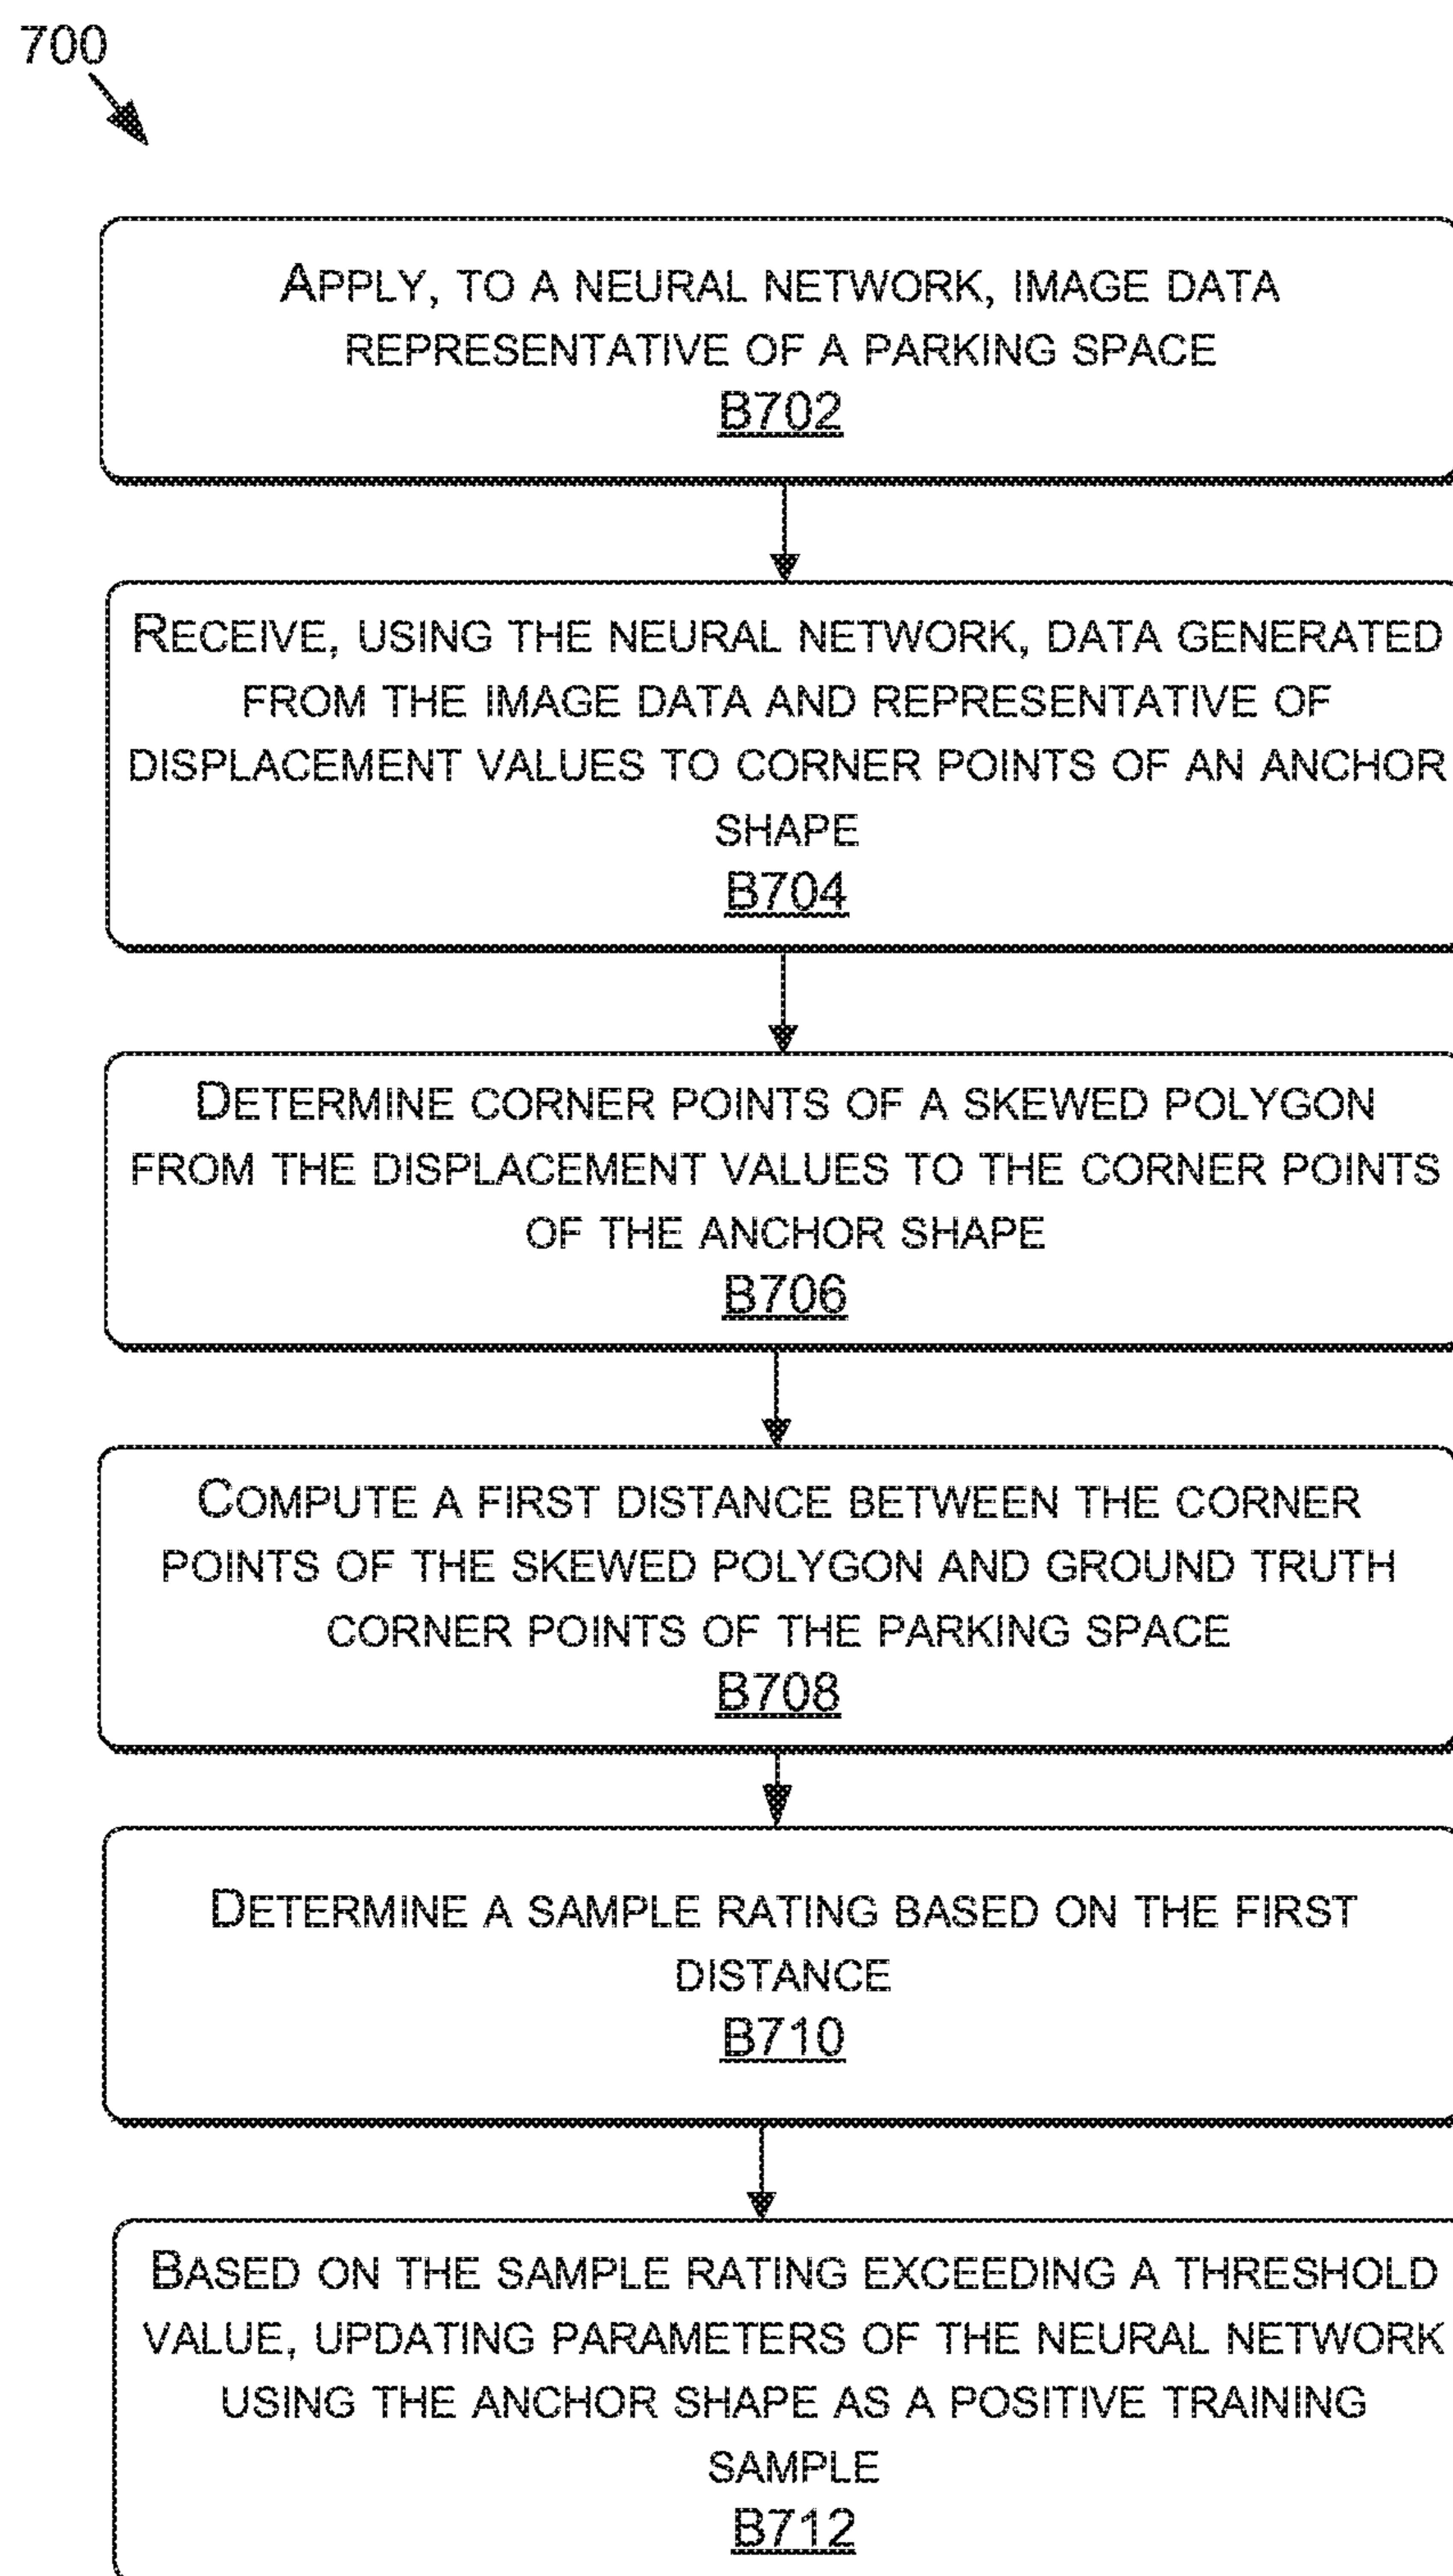 700
APPLY, TO A NEURAL NETWORK, IMAGE DATA
REPRESENTATIVE OF A PARKING SPACE
B702
RECEIVE, USING THE NEURAL NETWORK, DATA GENERATED
FROM THE IMAGE DATA AND REPRESENTATIVE OF
DISPLACEMENT VALUES TO CORNER POINTS OF AN ANCHOR
SHAPE
B704
DETERMINE CORNER POINTS OF A SKEWED POLYGON
FROM THE DISPLACEMENT VALUES TO THE CORNER POINTS
OF THE ANCHOR SHAPE
B706
COMPUTE A FIRST DISTANCE BETWEEN THE CORNER
POINTS OF THE SKEWED POLYGON AND GROUND TRUTH
CORNER POINTS OF THE PARKING SPACE
B708
DETERMINE A SAMPLE RATING BASED ON THE FIRST
DISTANCE
B710
BASED ON THE SAMPLE RATING EXCEEDING A THRESHOLD
VALUE, UPDATING PARAMETERS OF THE NEURAL NETWORK
USING THE ANCHOR SHAPE AS A POSITIVE TRAINING
SAMPLE
B712